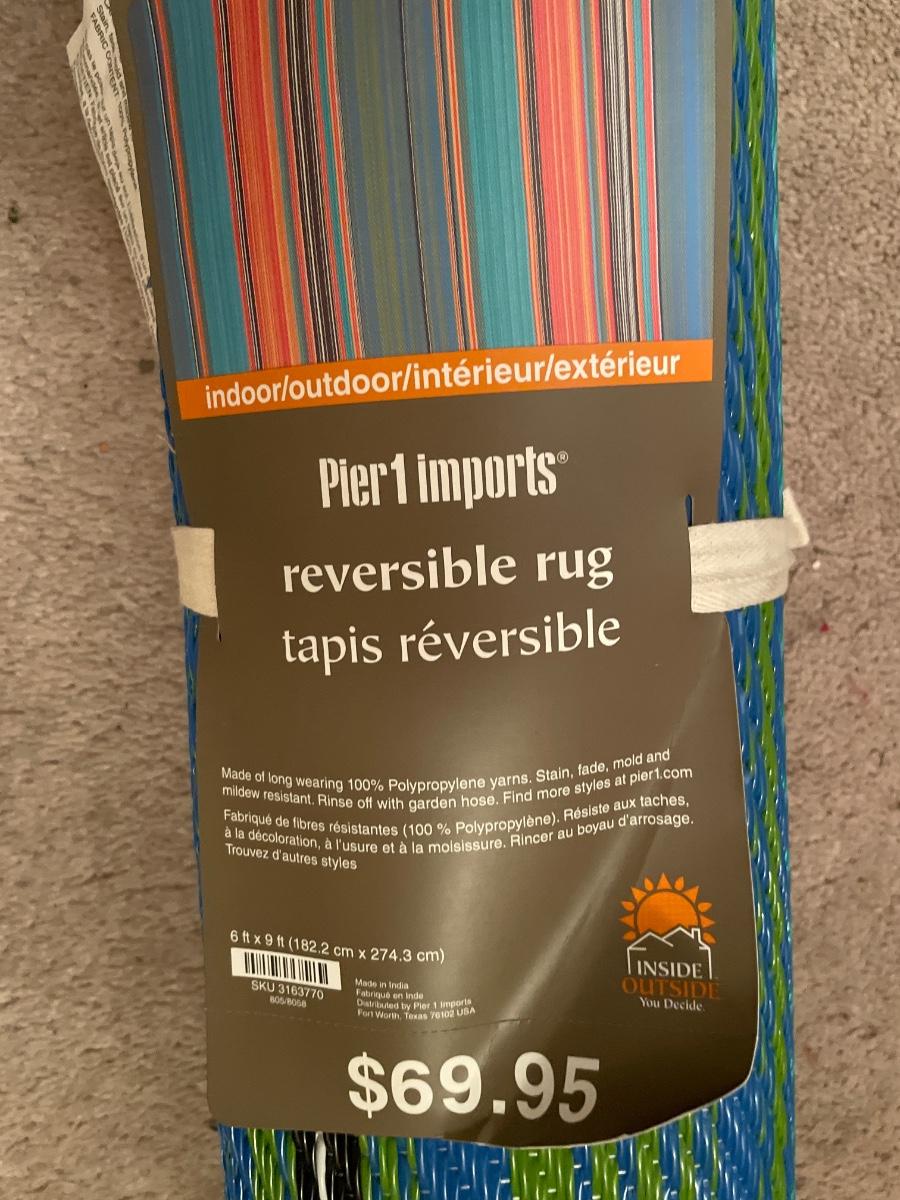 FABRIC
indoor/outdoor/intérieur/extérieur
Pier1 imports®
reversible rug
tapis réversible
Made of long wearing 100% Polypropylene yarns. Stain, fade, mold and
mildew resistant. Rinse off with garden hose. Find more styles at pier1.com
Fabriqué de fibres résistantes (100 % Polypropylène). Résiste aux taches,
à la décoloration, à l'usure et à la moisissure. Rincer au boyau d'arrosage.
Trouvez d'autres styles
6 ft x 9 ft (182.2 cm x 274.3 cm)
SKU 3163770
805/8058
Made in India
Fabriqué en Inde
Distributed by Pier 1 Imports
Fort Worth, Texas 76102 USA
INSIDE
OUTSIDE
You Decide.
$69.95